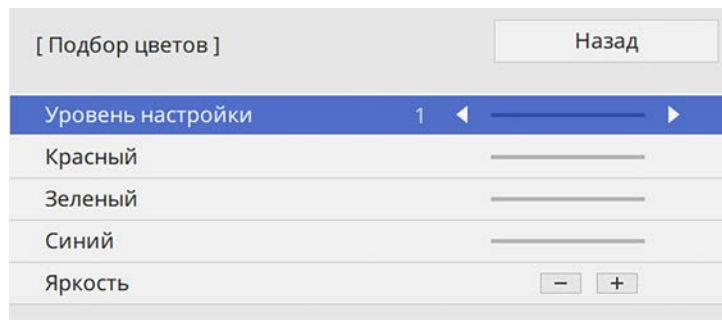 [ Подбор цветов ]
Назад
Уровень настройки 1
Красный
Зеленый
Синий
Яркость − +